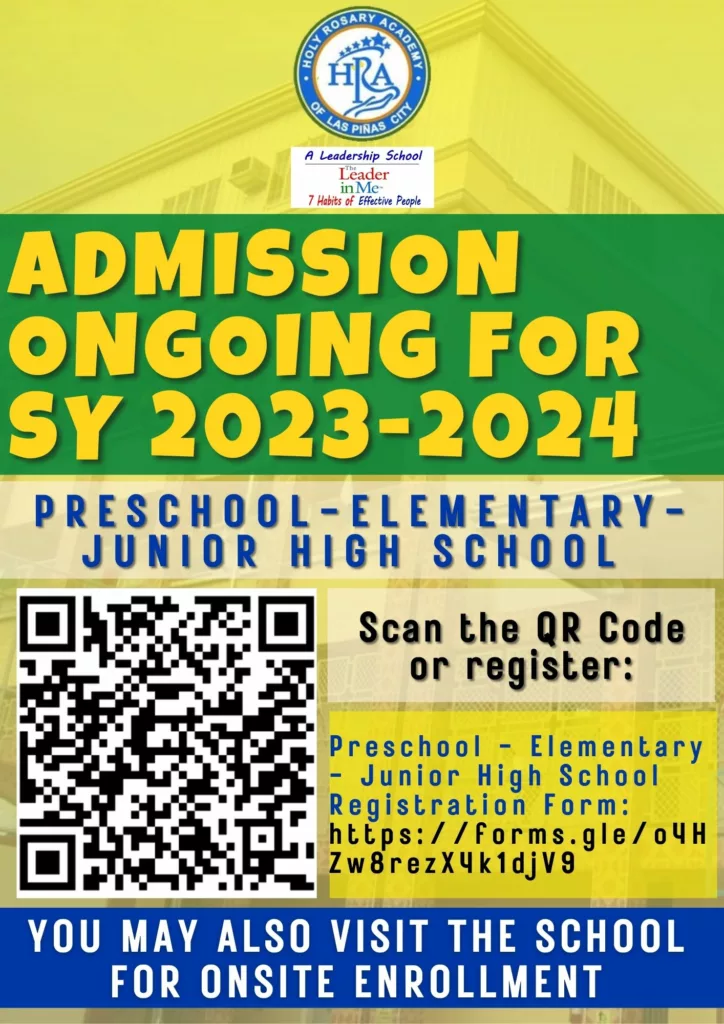 HOLY ROSARY ACADEMY
HRA
OF LAS PIÑAS CITY
A Leadership School
The
Leader
in Me™
7 Habits of Effective People
ADMISSION
ONGOING FOR
SY 2023-2024
PRESCHOOL-ELEMENTARY-
JUNIOR HIGH SCHOOL
Scan the QR Code
or register:
Preschool - Elementary
- Junior High School
Registration Form:
https://forms.gle/o4H
Zw8rezX4k1djV9
YOU MAY ALSO VISIT THE SCHOOL
FOR ONSITE ENROLLMENT